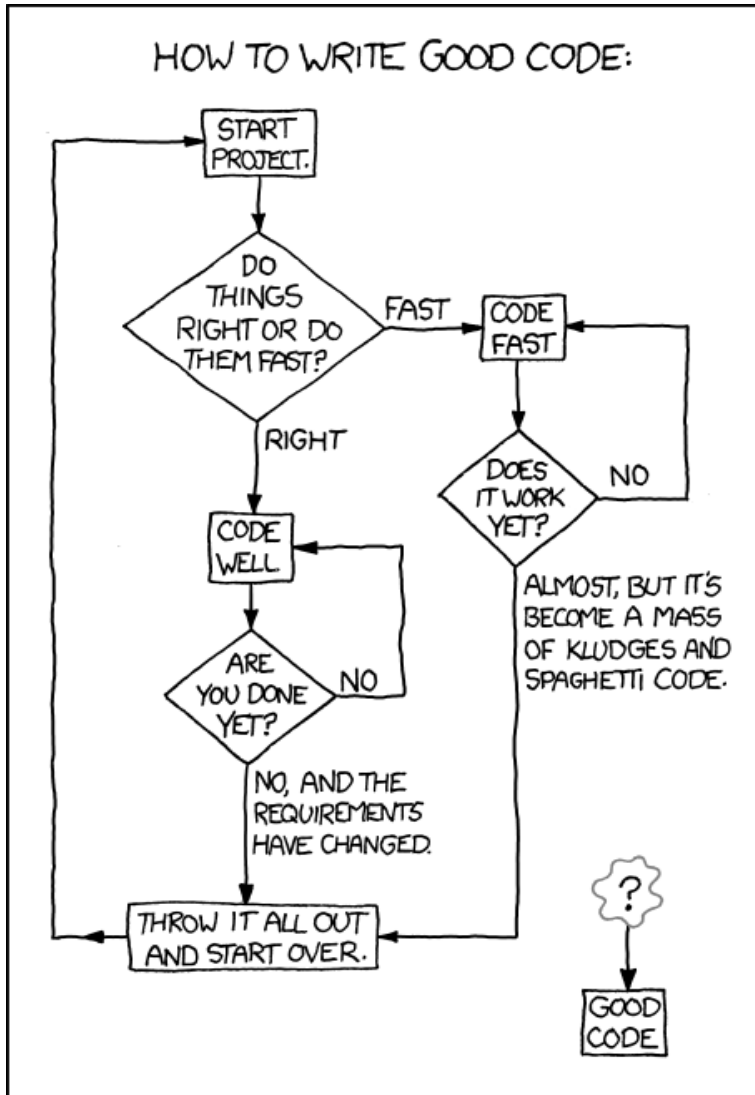 HOW TO WRITE GOOD CODE:
START
PROJECT.
DO
THINGS
RIGHT OR DO
THEM FAST?
FAST
CODE
FAST
RIGHT
DOES
IT WORK
YET?
NO
CODE
WELL
ALMOST, BUT IT'S
BECOME A MASS
OF KLUDGES AND
SPAGHETTI CODE.
ARE
YOU DONE
YET?
NO
NO, AND THE
REQUIREMENTS
HAVE CHANGED.
THROW IT ALL OUT
AND START OVER.
?
GOOD
CODE